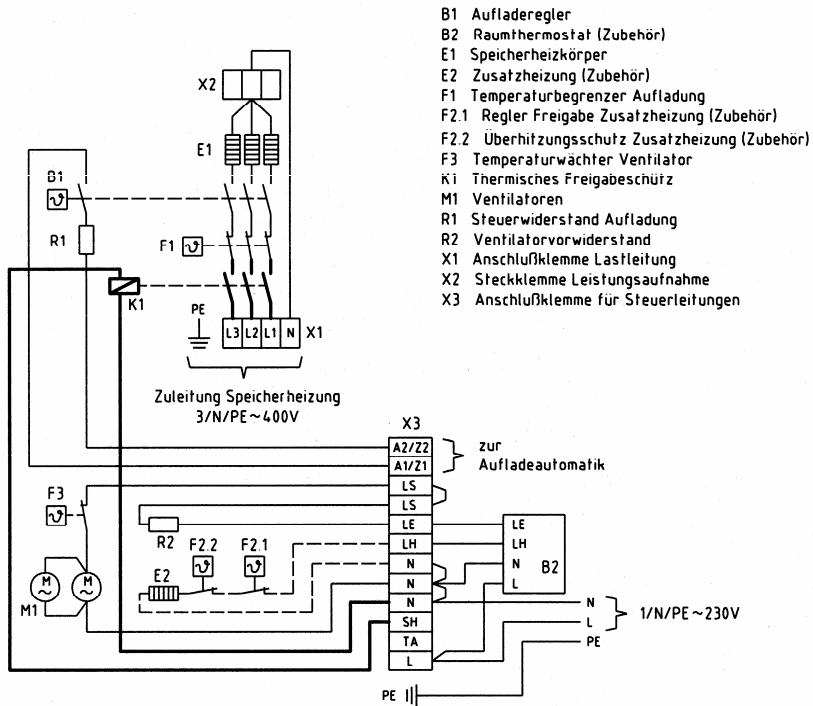 B1 Aufladeregler
B2 Raumthermostat (Zubehör)
E1 Speicherheizkörper
E2 Zusatzheizung (Zubehör)
F1 Temperaturbegrenzer Aufladung
F2.1 Regler Freigabe Zusatzheizung (Zubehör)
F2.2 Überhitzungsschutz Zusatzheizung (Zubehör)
F3 Temperaturwächter Ventilator
K1 Thermisches Freigabeschütz
M1 Ventilatoren
R1 Steuerwiderstand Aufladung
R2 Ventilatorvorwiderstand
X1 Anschlußklemme Lastleitung
X2 Steckklemme Leistungsaufnahme
X3 Anschlußklemme für Steuerleitungen
X2
E1
B1
ϑ
R1
F1
ϑ
K1
PE
L3 L2 L1 N X1
Zuleitung Speicherheizung
3/N/PE~400V
X3
A2/Z2
A1/Z1
LS
LS
LE
LH
N
N
N
SH
TA
L
zur
Aufladeautomatik
F3
ϑ
R2
F2.2 F2.1
ϑ ϑ
E2
M ~ M ~
M1
LE
LH
N
L
B2
N
L
PE
1/N/PE~230V
PE